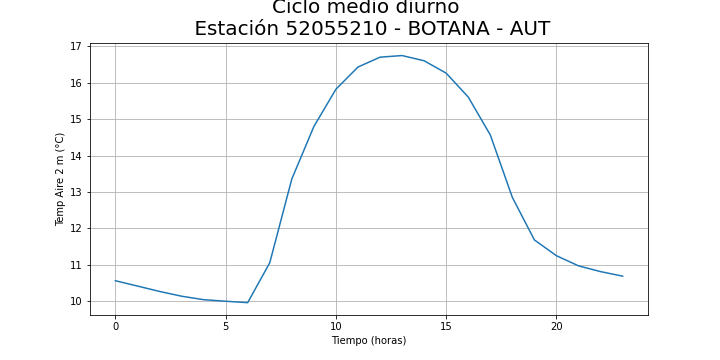 Ciclo medio diurno
Estación 52055210 - BOTANA - AUT
17
16
15
14
13
12
11
10
Temp Aire 2 m (°C)
0 5 10 15 20
Tiempo (horas)